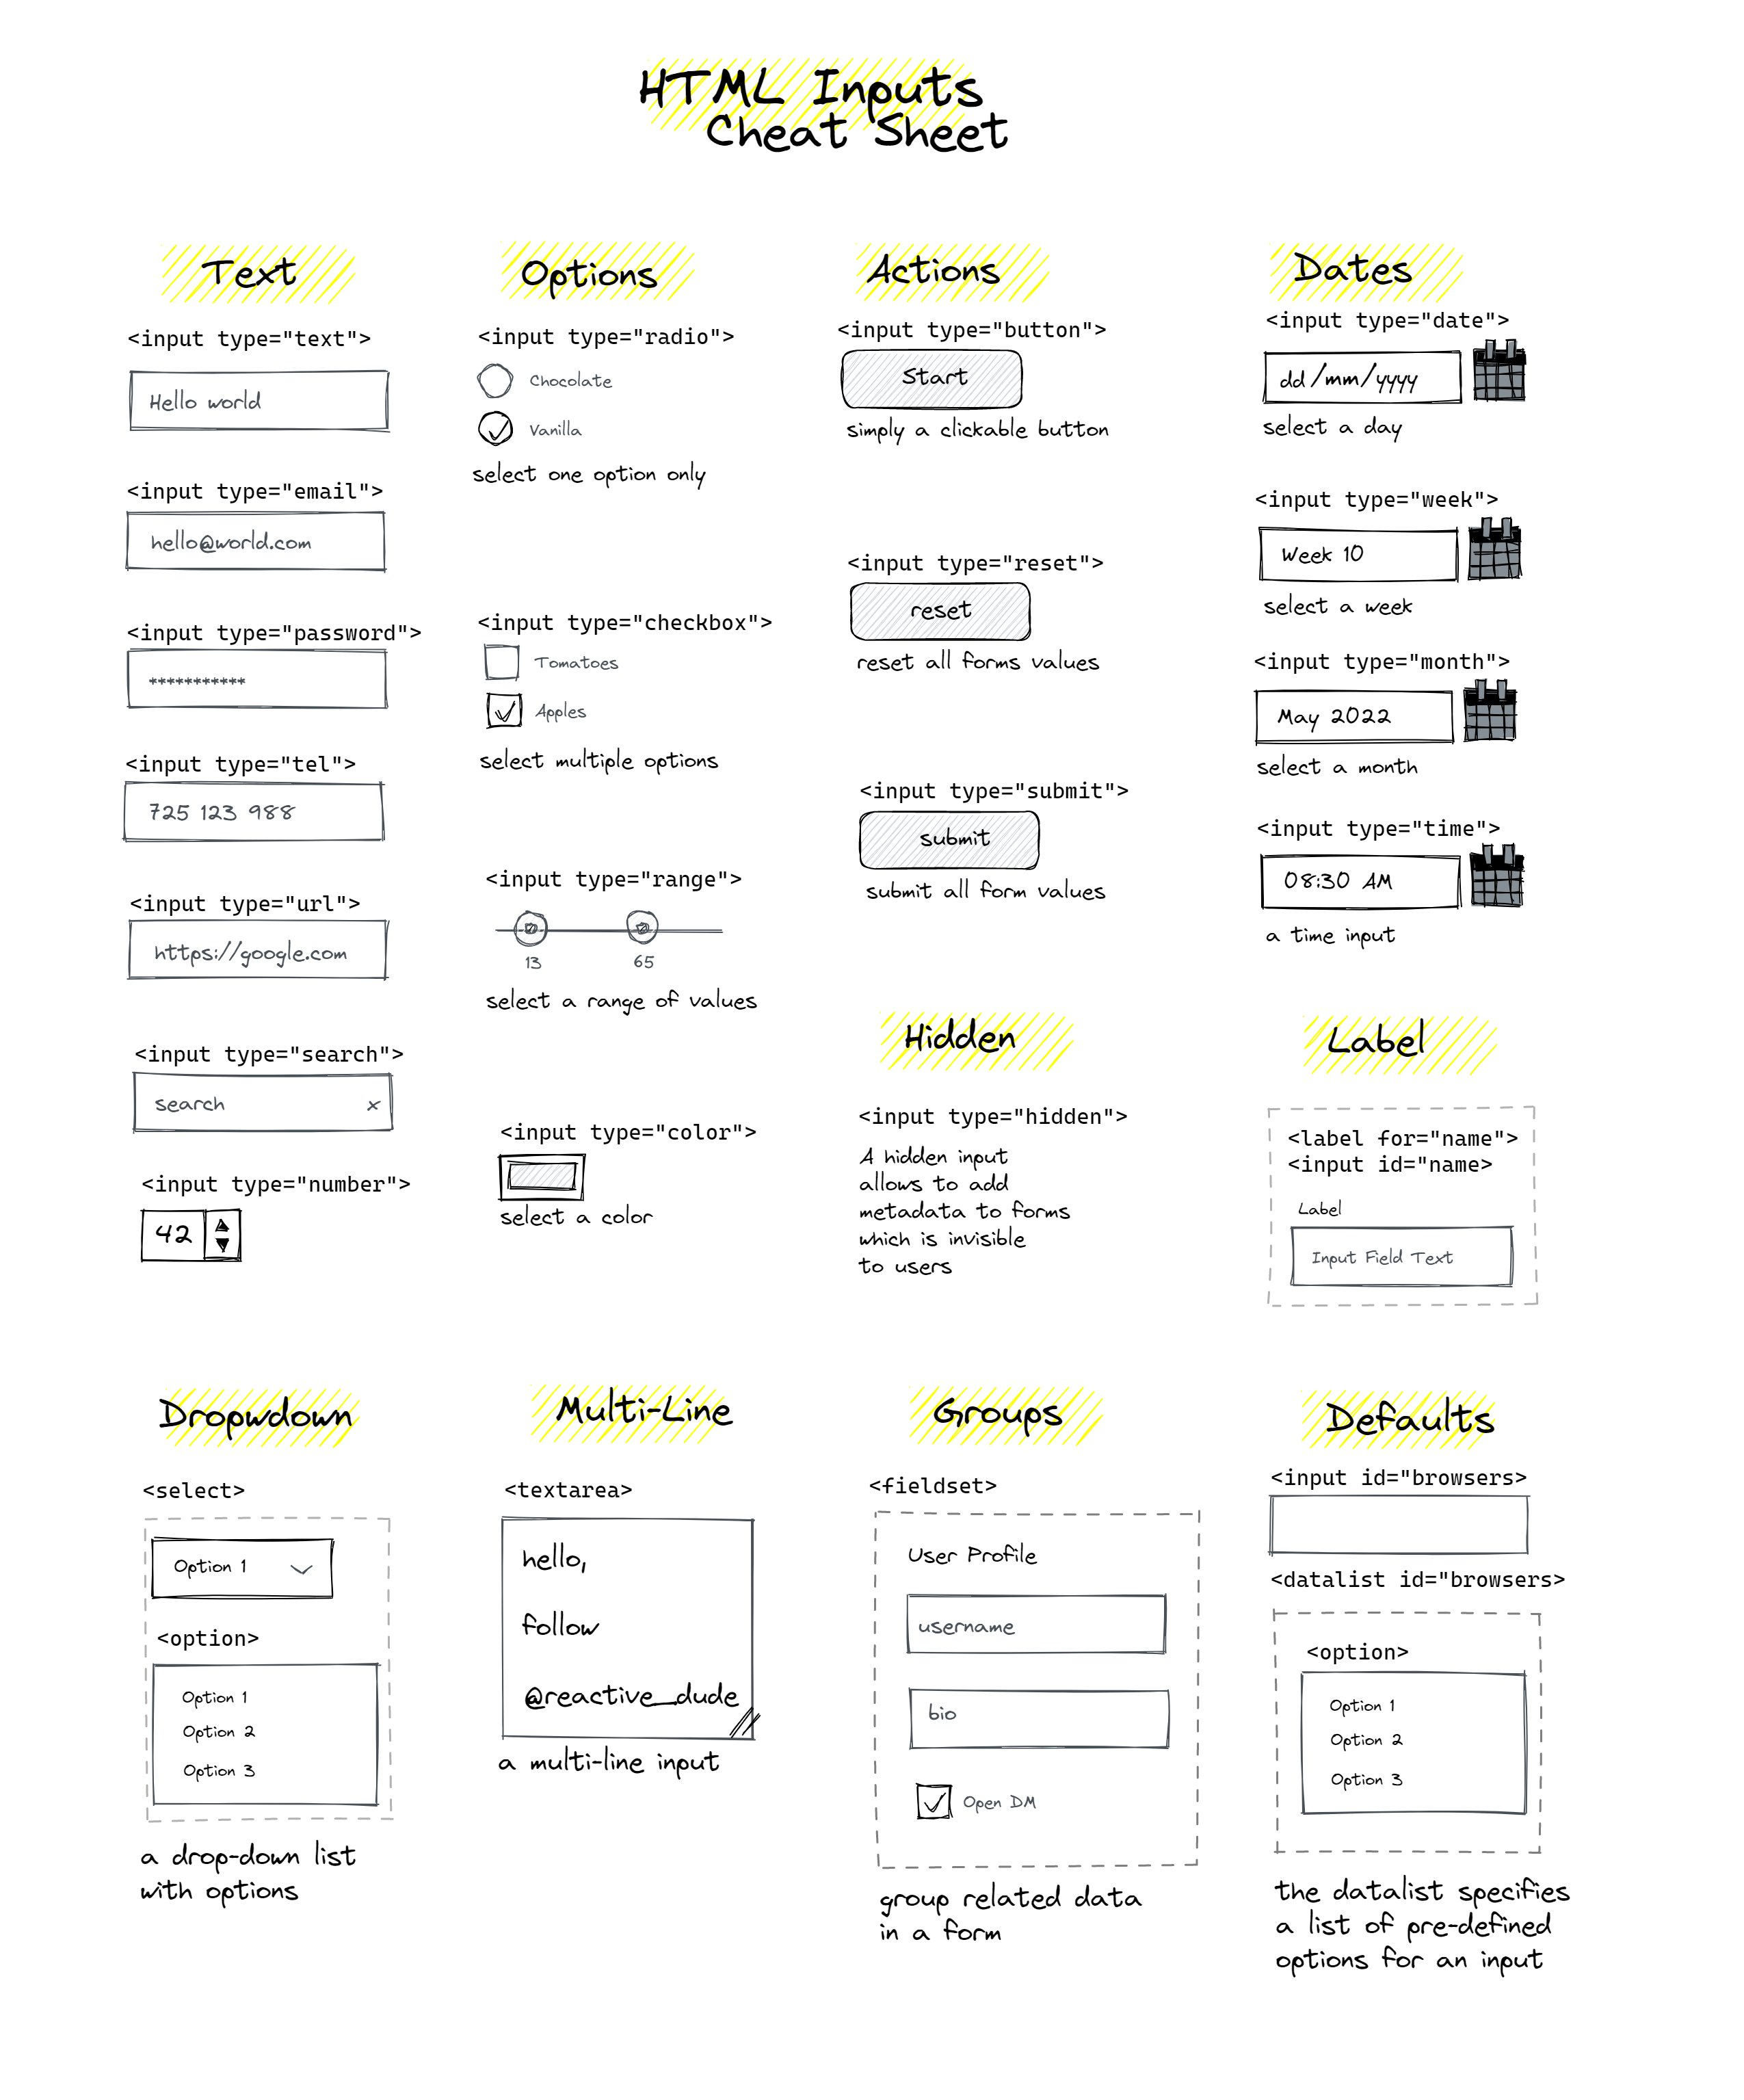 HTML Inputs
Cheat Sheet
Text
<input type="text">
Hello world
<input type="email">
hello@world.com
<input type="password">
***********
<input type="tel">
725 123 988
<input type="url">
https://google.com
<input type="search">
search x
<input type="number">
42
Options
<input type="radio">
Chocolate
Vanilla
select one option only
<input type="checkbox">
Tomatoes
Apples
select multiple options
<input type="range">
13 65
select a range of values
<input type="color">
select a color
Actions
<input type="button">
Start
simply a clickable button
<input type="reset">
reset
reset all forms values
<input type="submit">
submit
submit all form values
Dates
<input type="date">
dd/mm/yyyy
select a day
<input type="week">
Week 10
select a week
<input type="month">
May 2022
select a month
<input type="time">
08:30 AM
a time input
Hidden
<input type="hidden">
A hidden input
allows to add
metadata to forms
which is invisible
to users
Label
<label for="name">
<input id="name>
Label
Input Field Text
Dropwdown
<select>
Option 1
<option>
Option 1
Option 2
Option 3
a drop-down list
with options
Multi-Line
<textarea>
hello,
follow
@reactive_dude
a multi-line input
Groups
<fieldset>
User Profile
username
bio
Open DM
group related data
in a form
Defaults
<input id="browsers>
<datalist id="browsers>
<option>
Option 1
Option 2
Option 3
the datalist specifies
a list of pre-defined
options for an input